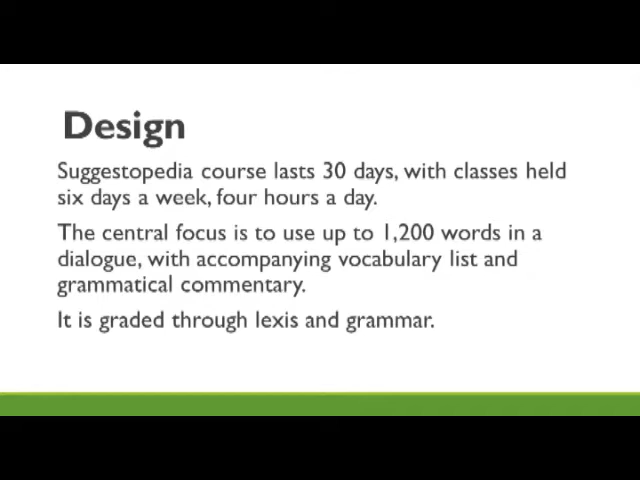 Design
Suggestopedia course lasts 30 days, with classes held
six days a week, four hours a day.
The central focus is to use up to 1,200 words in a
dialogue, with accompanying vocabulary list and
grammatical commentary.
It is graded through lexis and grammar.